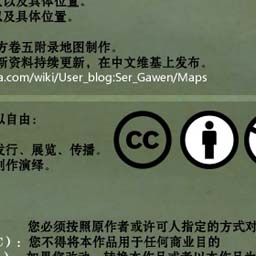 及具体位置。
方卷五附录地图制作。
新资料持续更新，在中文维基上发布。
a.com/wiki/User_blog:Ser_Gawen/Maps
以自由：
发行、展览、传播。
创作演绎。
cc
您必须按照原作者或许可人指定的方式对
C）：您不得将本作品用于任何商业目的